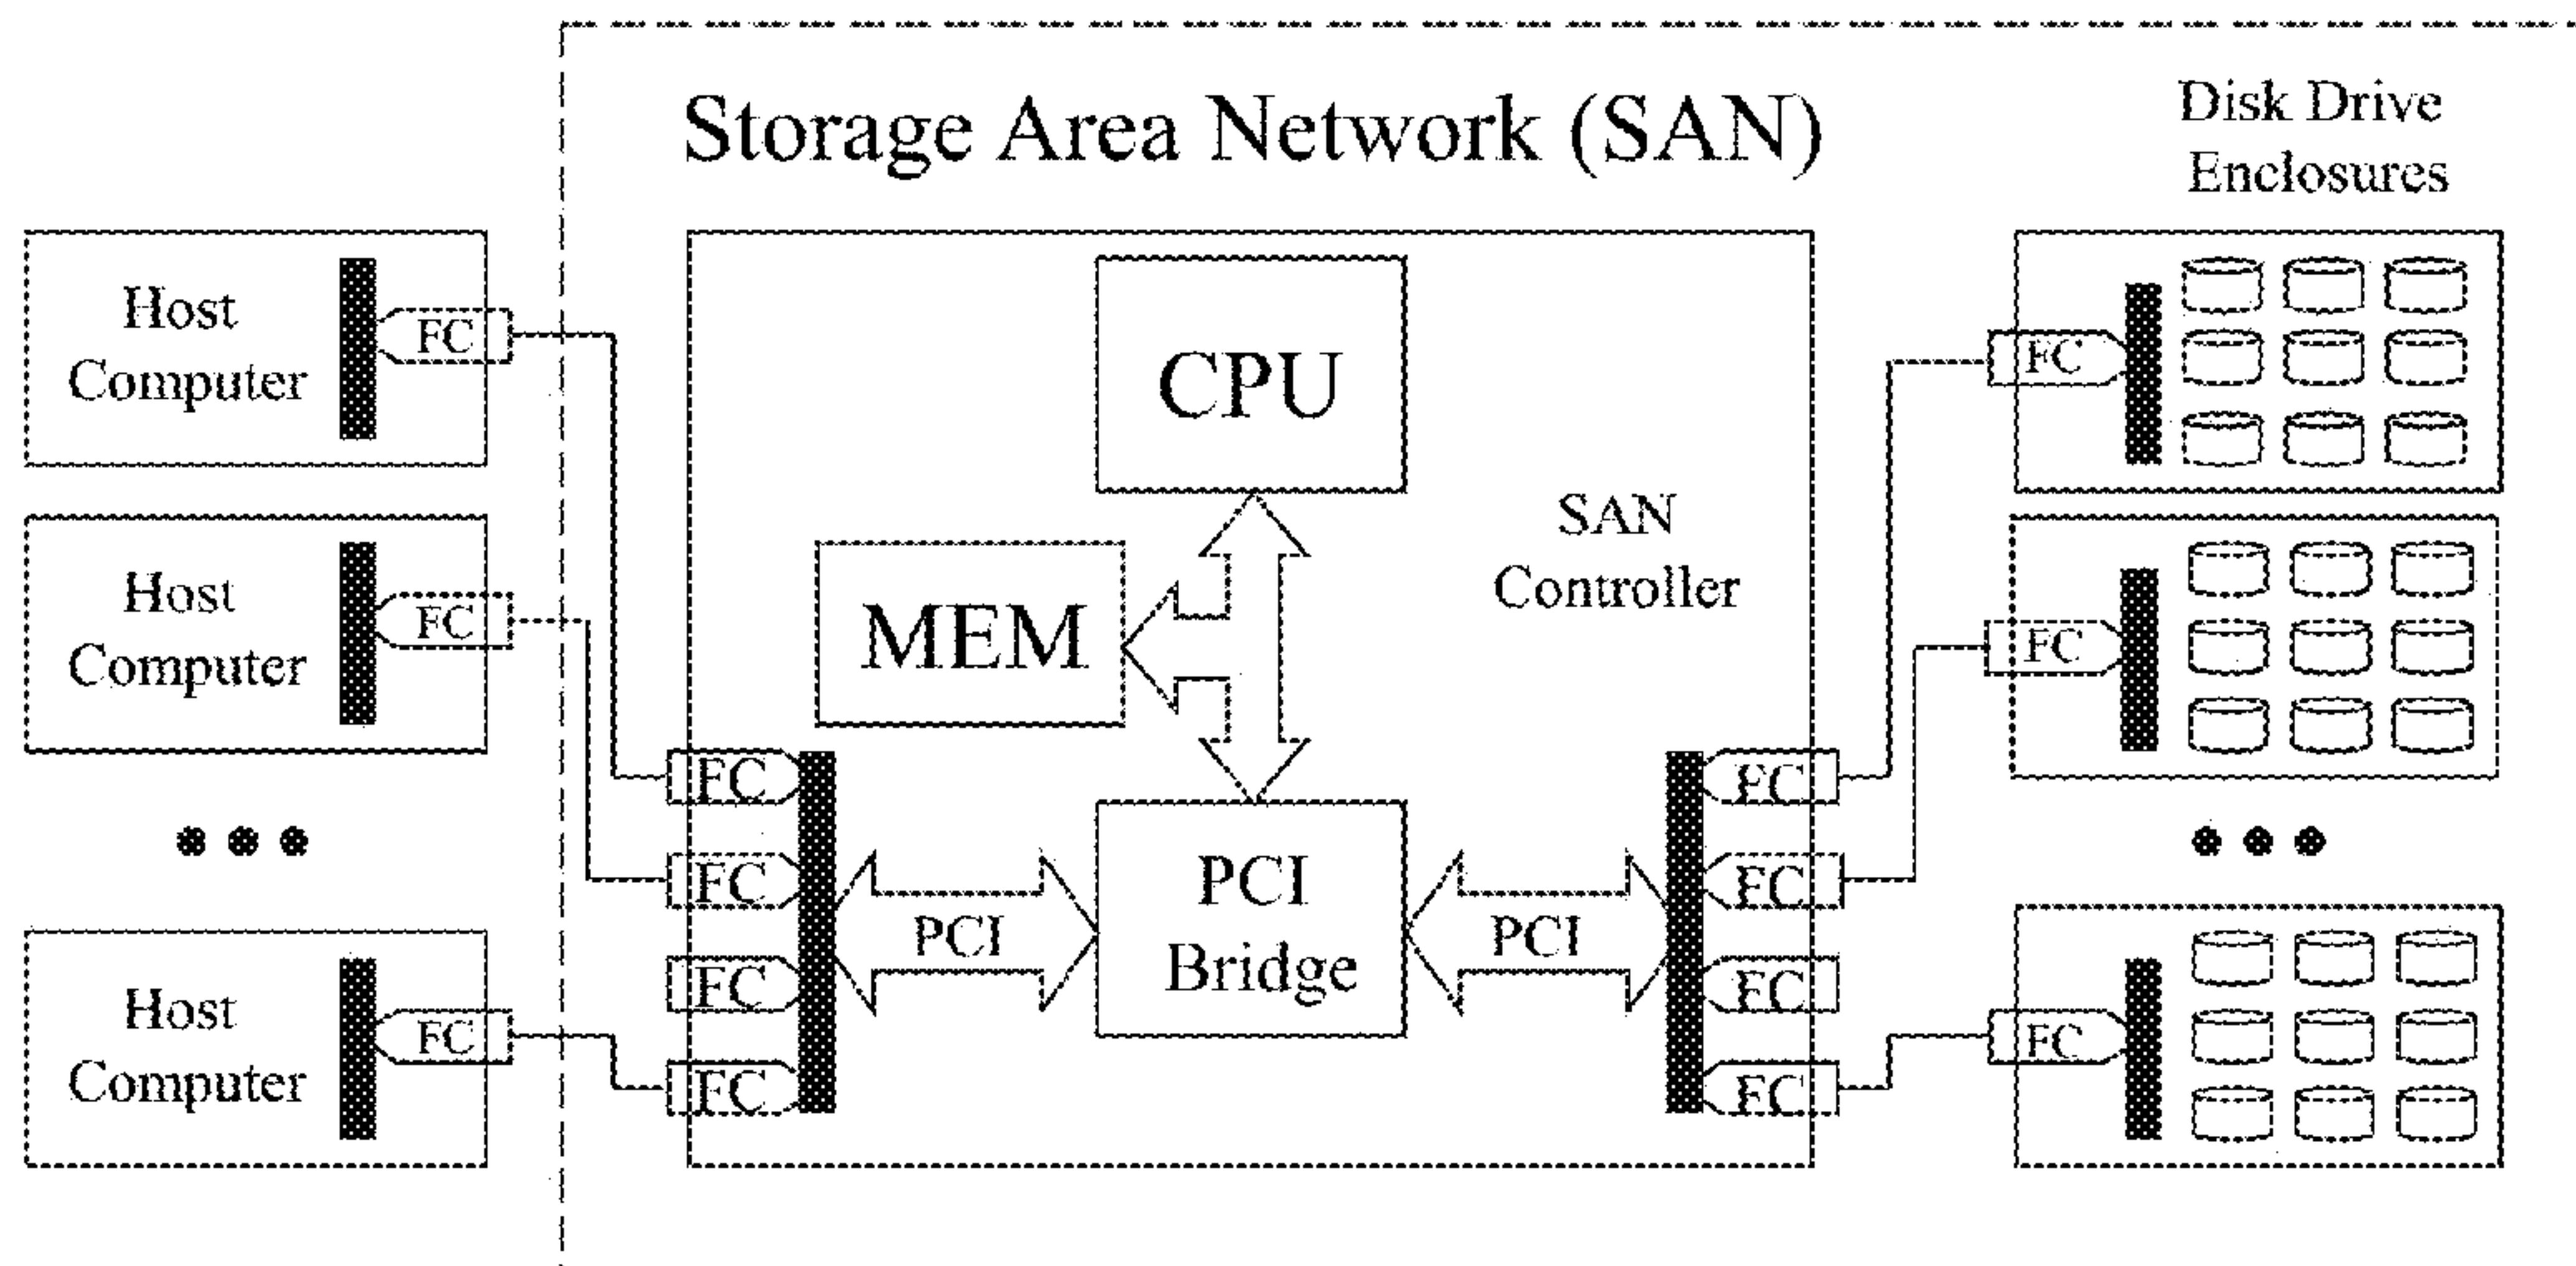 Storage Area Network (SAN)
Disk Drive
Enclosures
Host
Computer
FC
Host
Computer
FC
Host
Computer
FC
CPU
MEM
SAN
Controller
FC
FC
FC
FC
PCI
PCI
Bridge
PCI
FC
FC
FC
FC
FC
FC
FC